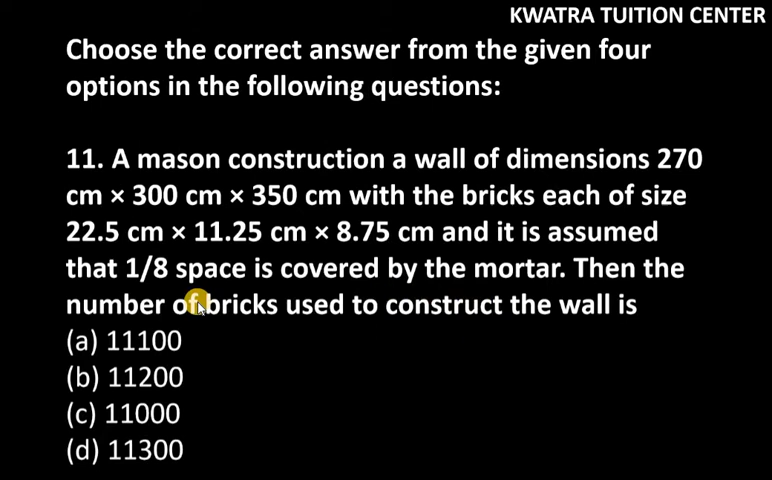 KWATRA TUITION CENTER
Choose the correct answer from the given four
options in the following questions:
11. A mason construction a wall of dimensions 270
cm × 300 cm × 350 cm with the bricks each of size
22.5 cm × 11.25 cm × 8.75 cm and it is assumed
that 1/8 space is covered by the mortar. Then the
number of bricks used to construct the wall is
(a) 11100
(b) 11200
(c) 11000
(d) 11300